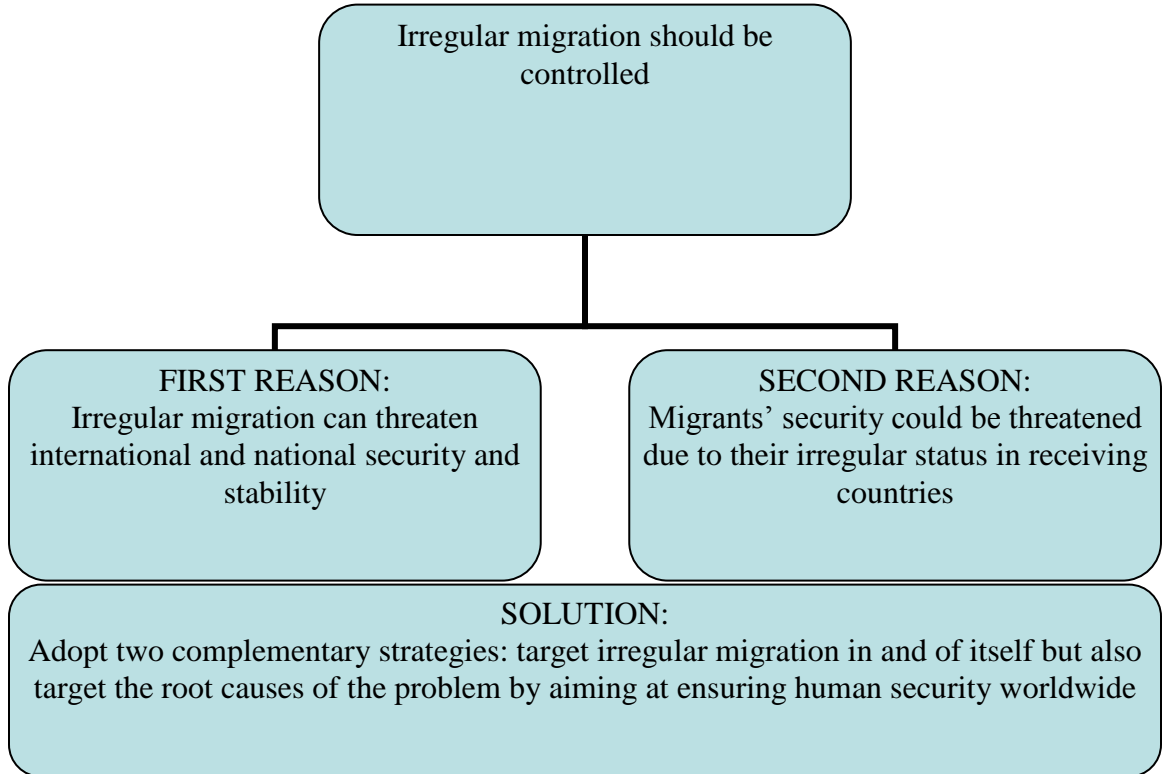 Irregular migration should be
controlled
FIRST REASON:
Irregular migration can threaten
international and national security and
stability
SECOND REASON:
Migrants’ security could be threatened
due to their irregular status in receiving
countries
SOLUTION:
Adopt two complementary strategies: target irregular migration in and of itself but also
target the root causes of the problem by aiming at ensuring human security worldwide